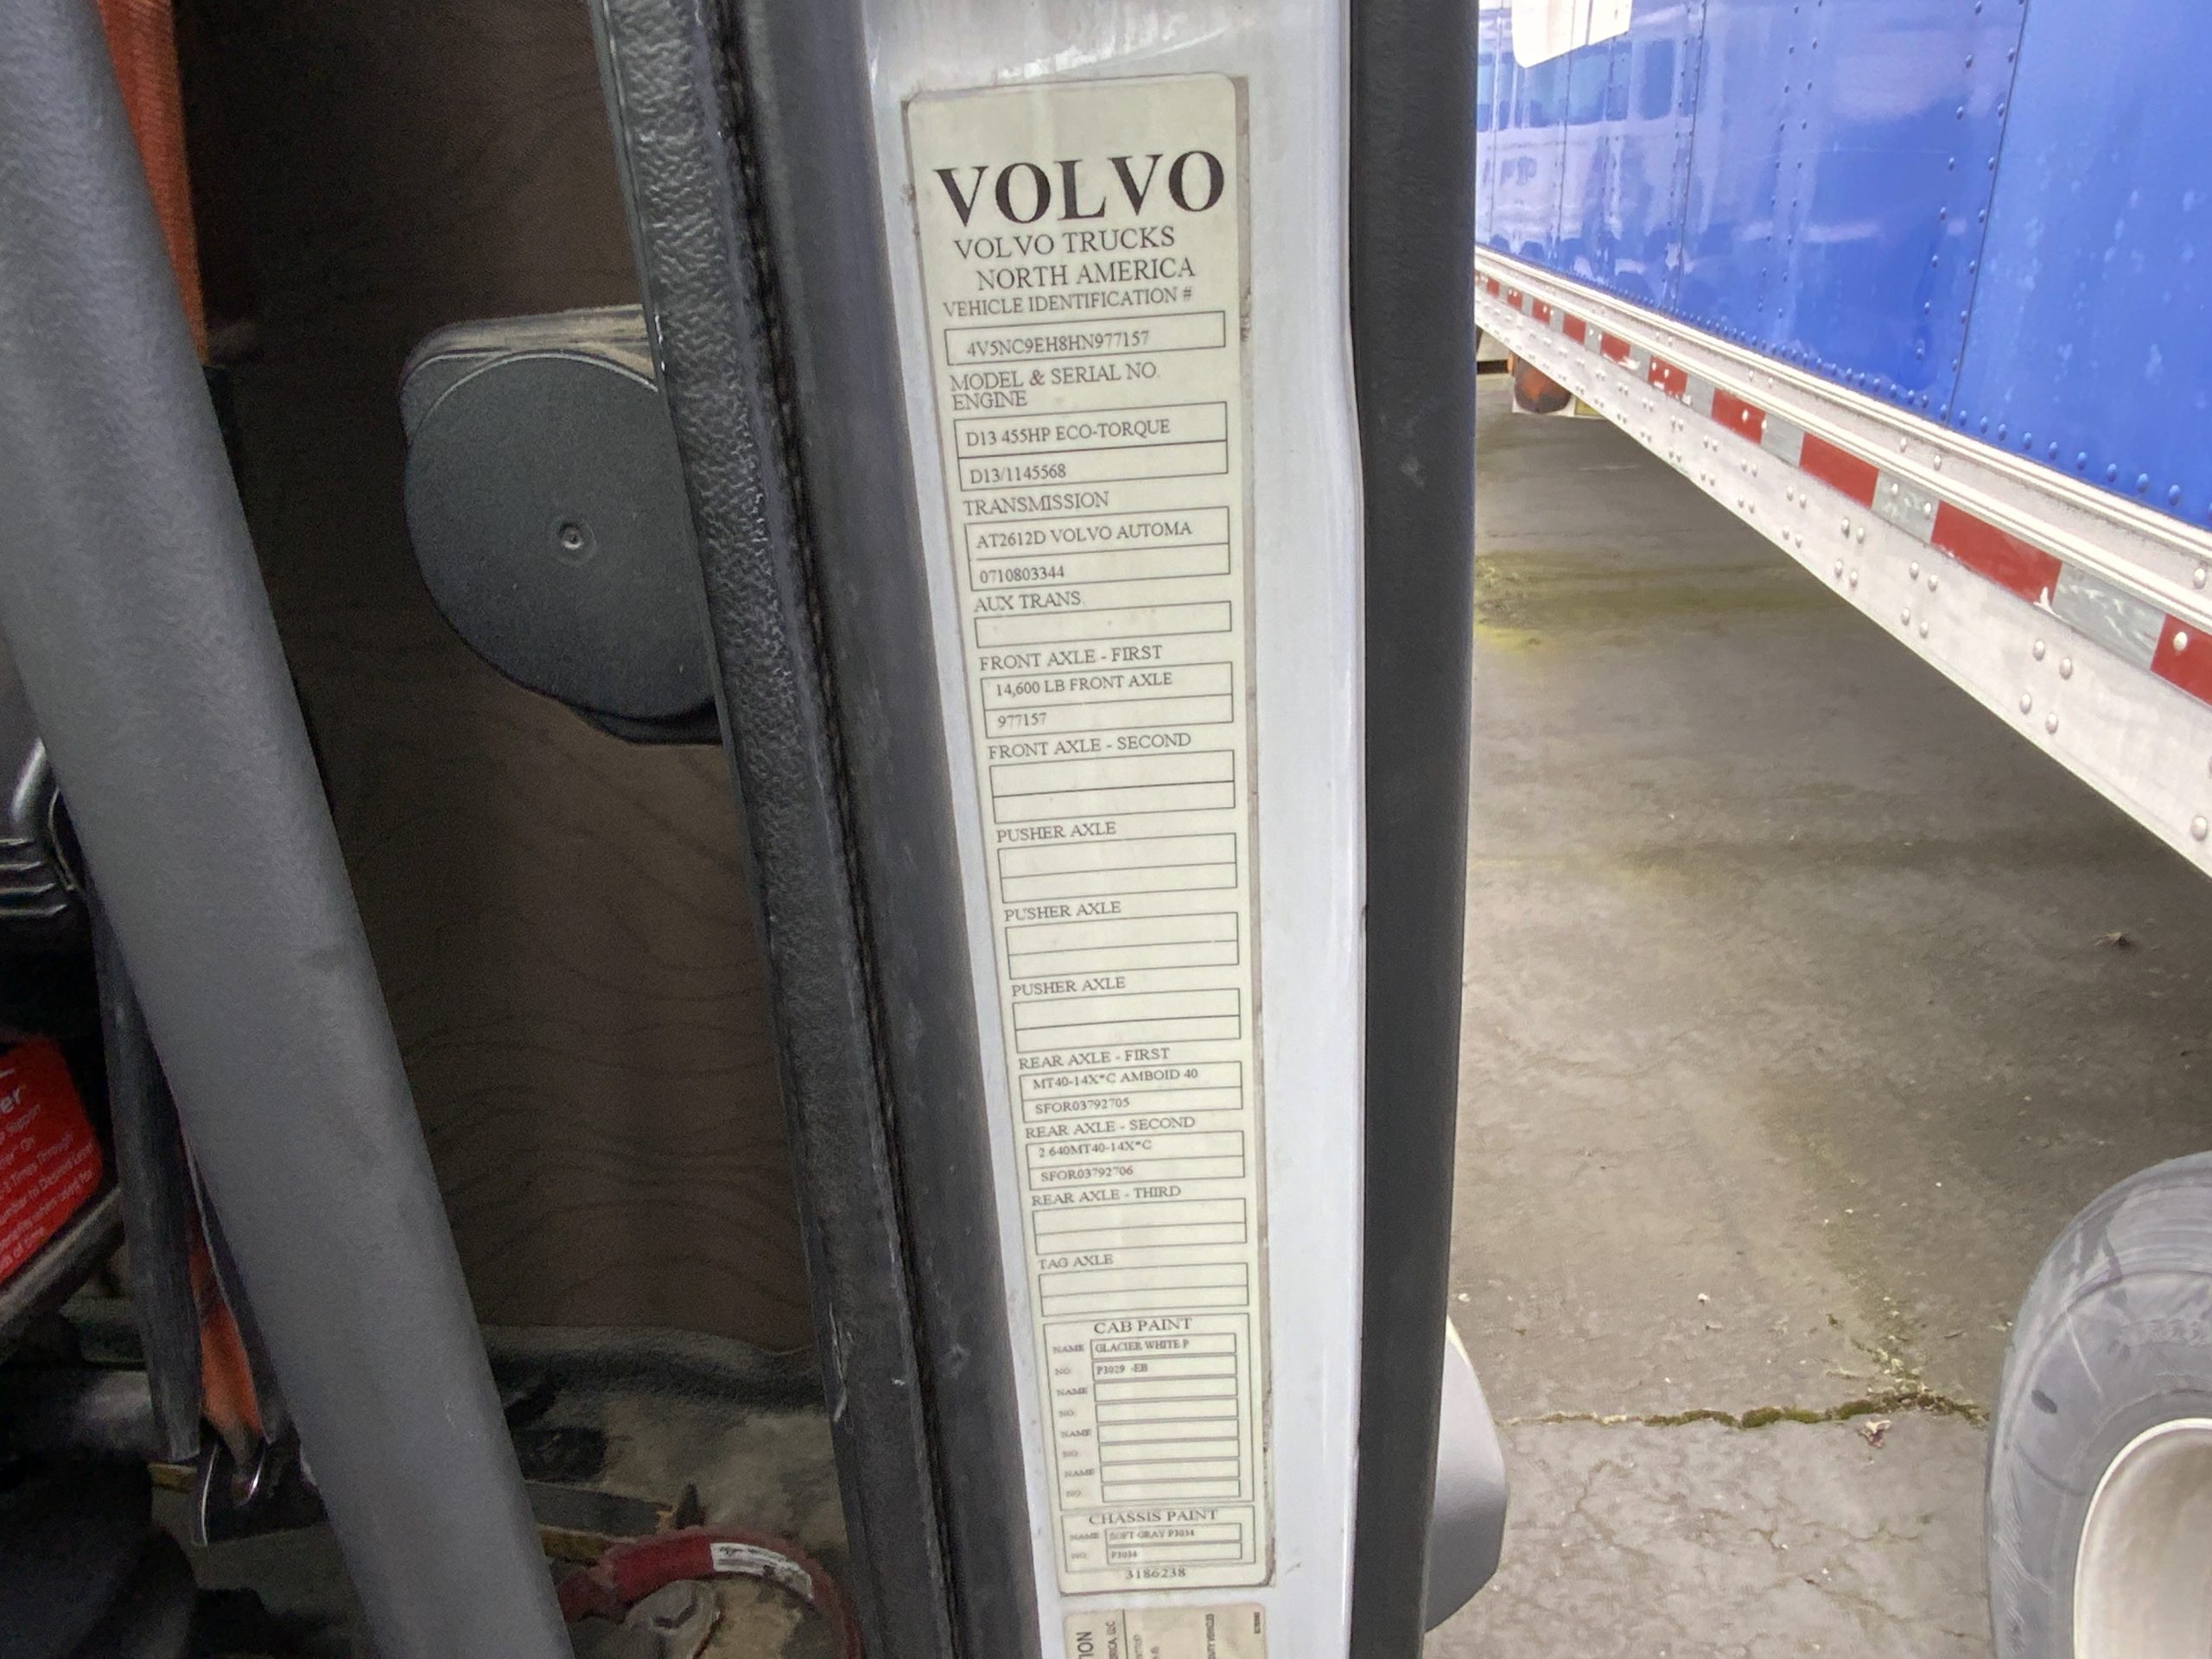 VOLVO
VOLVO TRUCKS
NORTH AMERICA
VEHICLE IDENTIFICATION #
4V5NC9EH8HN977157
MODEL & SERIAL NO.
ENGINE
D13 455HP ECO-TORQUE
D13/1145568
TRANSMISSION
AT2612D VOLVO AUTOMA
0710803344
AUX TRANS
FRONT AXLE - FIRST
14,600 LB FRONT AXLE
977157
FRONT AXLE - SECOND
PUSHER AXLE
PUSHER AXLE
PUSHER AXLE
REAR AXLE - FIRST
MT40-14X*C AMBOID 40
SFOR03792705
REAR AXLE - SECOND
2 640MT40-14X*C
SFOR03792706
REAR AXLE - THIRD
TAG AXLE
CAB PAINT
NAME GLACIER WHITE P
NO. P3029 -EB
NAME
NO.
NAME
NO.
NAME
NO.
CHASSIS PAINT
NAME SOFT GRAY P3034
NO. P3034
3186238